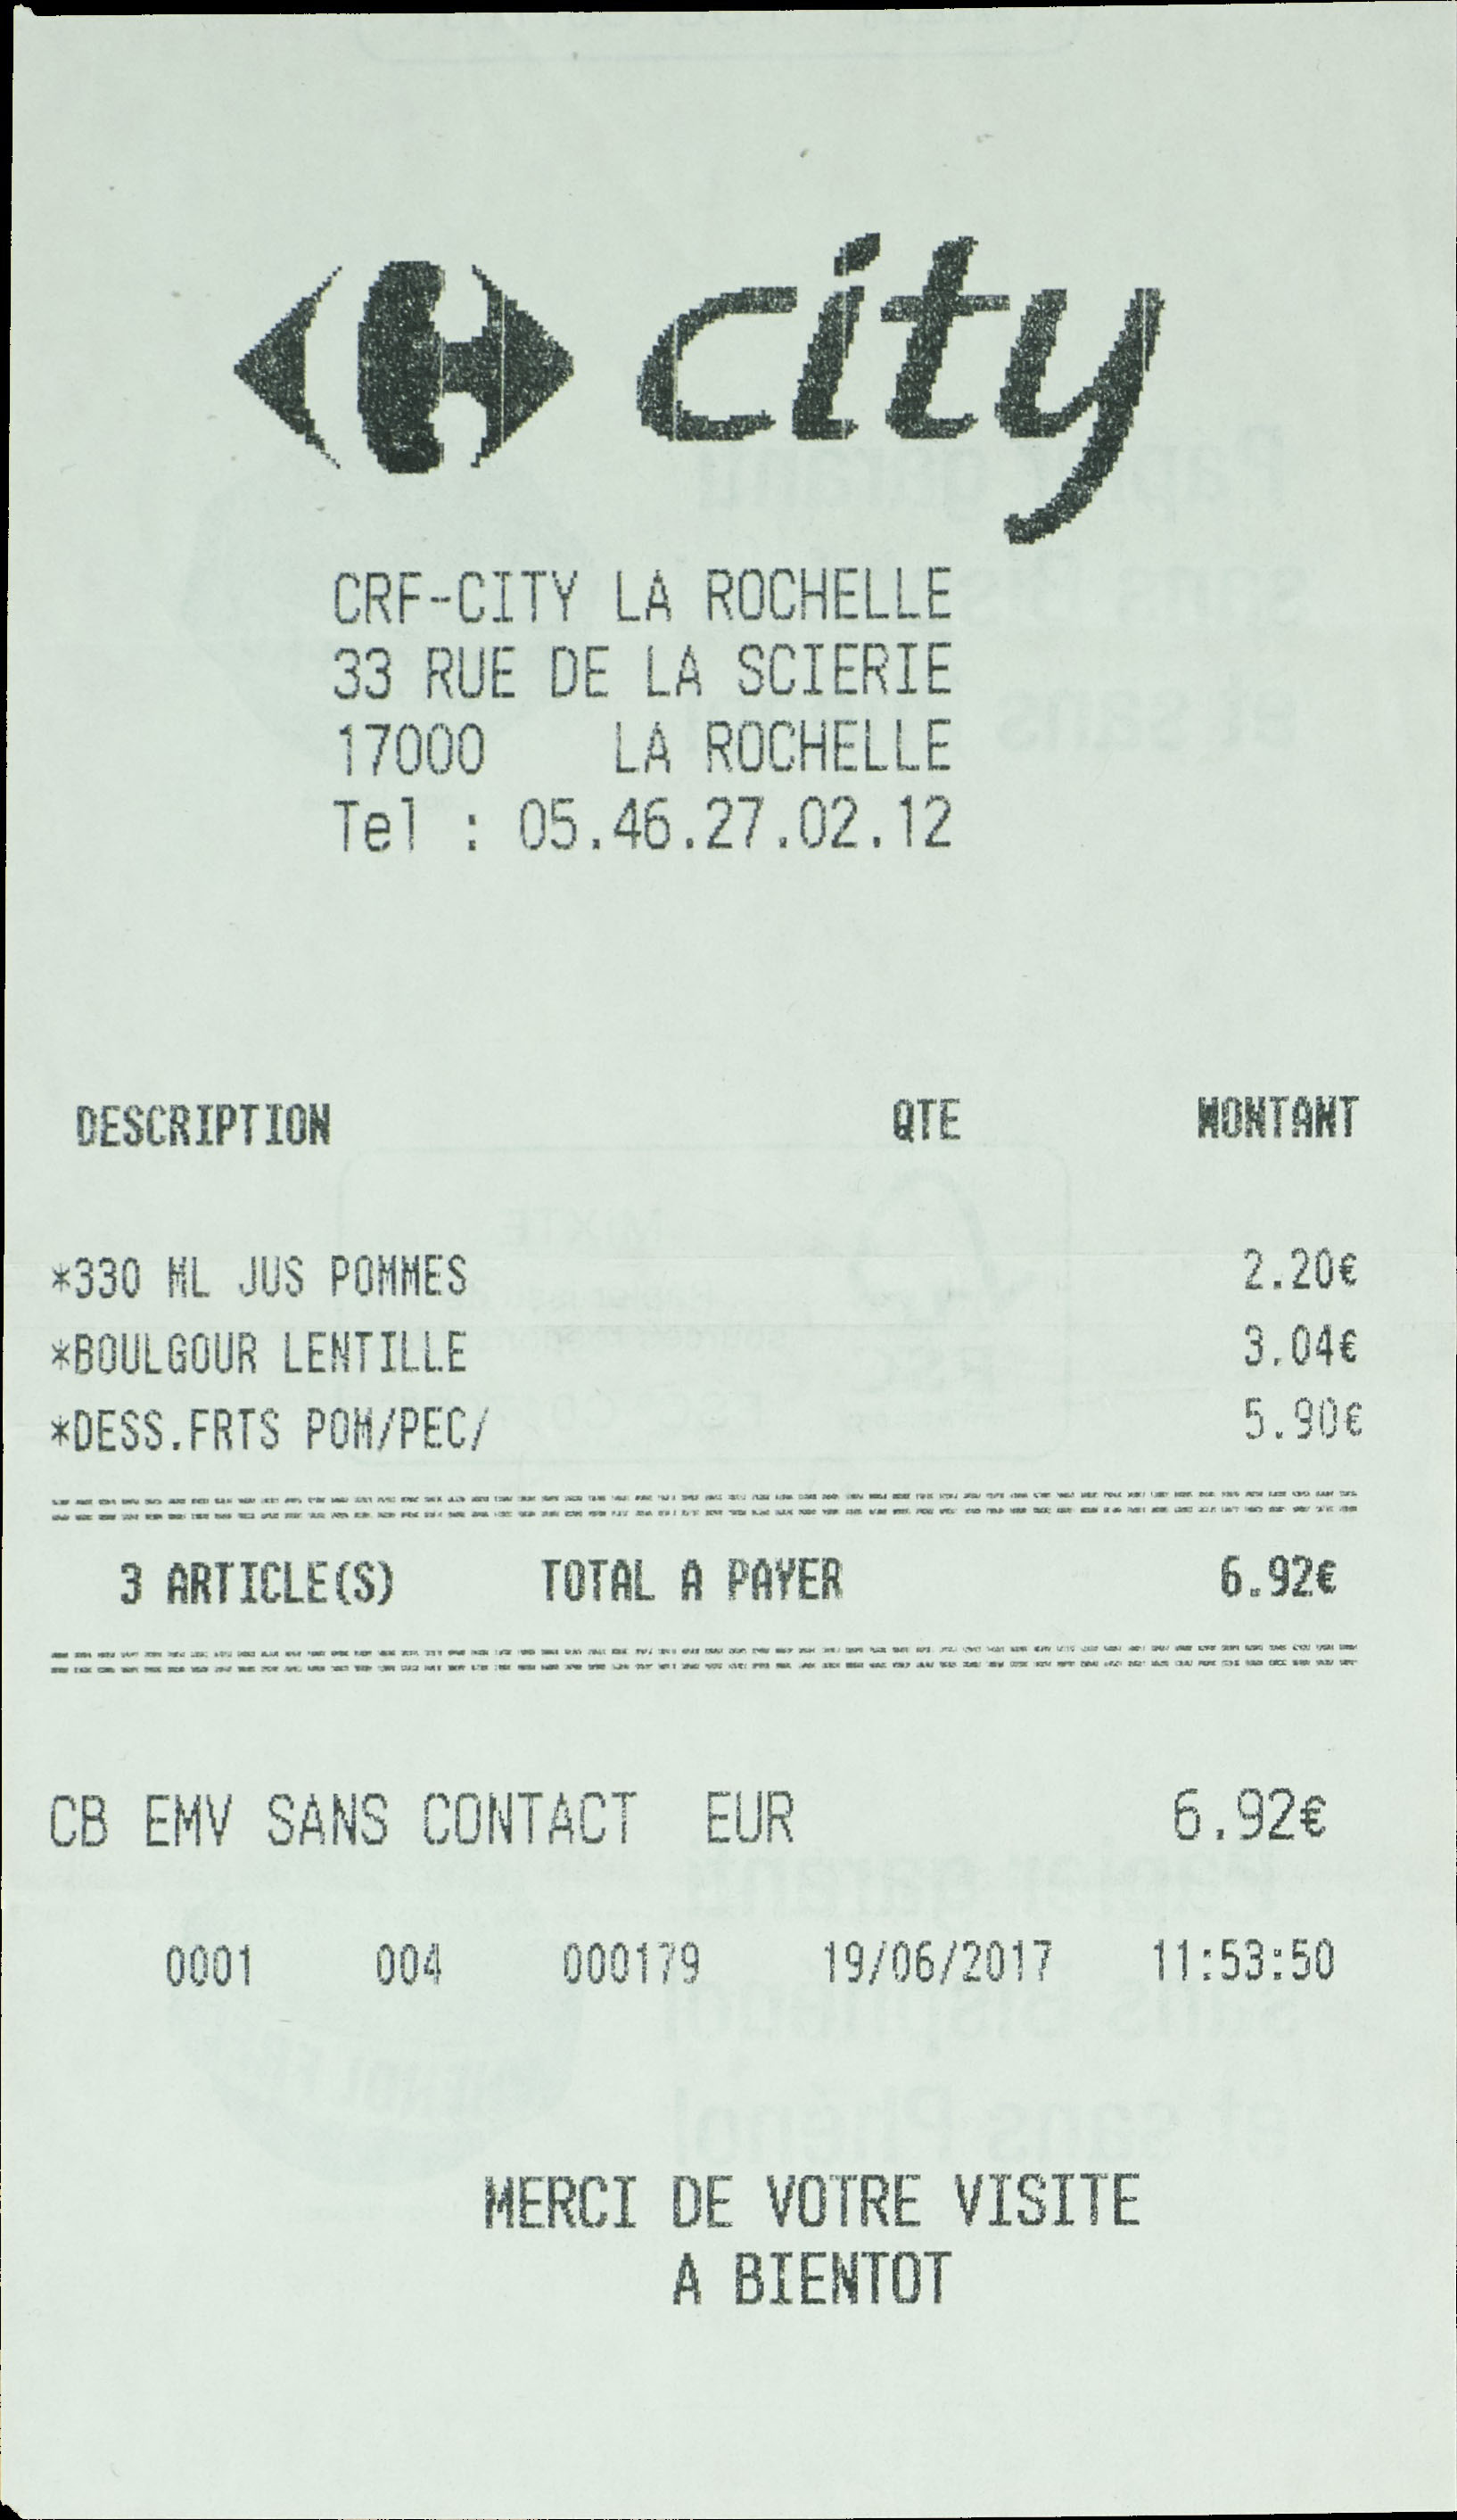 city
CRF-CITY LA ROCHELLE
33 RUE DE LA SCIERIE
17000 LA ROCHELLE
Tel : 05.46.27.02.12
DESCRIPTION QTE MONTANT
*330 ML JUS POMMES 2.20€
*BOULGOUR LENTILLE 3.04€
*DESS.FRTS POM/PEC/ 5.90€
3 ARTICLE(S) TOTAL A PAYER 6.92€
CB EMV SANS CONTACT EUR 6.92€
0001 004 000179 19/06/2017 11:53:50
MERCI DE VOTRE VISITE
A BIENTOT